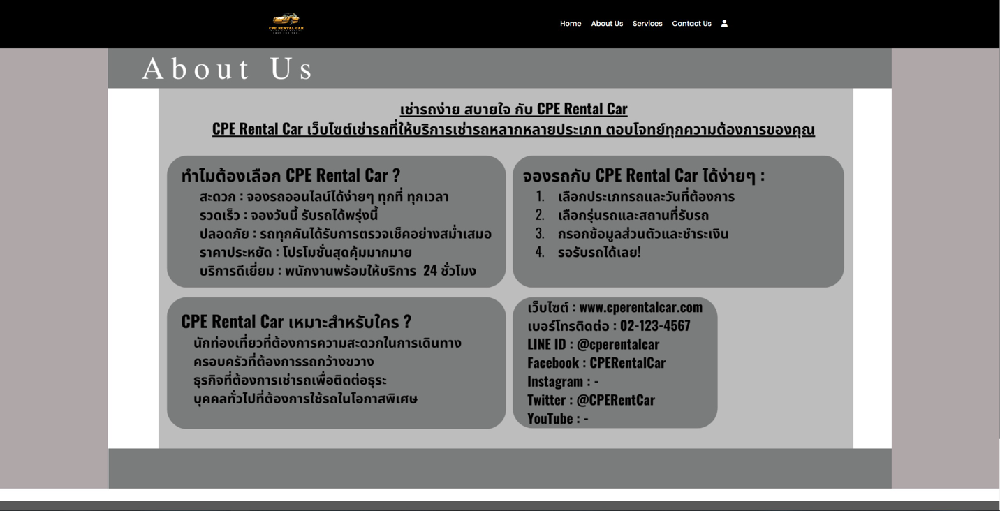 CPE RENTAL CAR
Home About Us Services Contact Us
About Us
เช่ารถง่าย สบายใจ กับ CPE Rental Car
CPE Rental Car เว็บไซต์เช่ารถที่ให้บริการเช่ารถหลากหลายประเภท ตอบโจทย์ทุกความต้องการของคุณ
ทำไมต้องเลือก CPE Rental Car ?
สะดวก : จองรถออนไลน์ได้ง่ายๆ ทุกที่ ทุกเวลา
รวดเร็ว : จองวันนี้ รับรถได้พรุ่งนี้
ปลอดภัย : รถทุกคันได้รับการตรวจเช็คอย่างสม่ำเสมอ
ราคาประหยัด : โปรโมชั่นสุดคุ้มมากมาย
บริการดีเยี่ยม : พนักงานพร้อมให้บริการ 24 ชั่วโมง
จองรถกับ CPE Rental Car ได้ง่ายๆ :
1. เลือกประเภทรถและวันที่ต้องการ
2. เลือกรุ่นรถและสถานที่รับรถ
3. กรอกข้อมูลส่วนตัวและชำระเงิน
4. รอรับรถได้เลย!
CPE Rental Car เหมาะสำหรับใคร ?
นักท่องเที่ยวที่ต้องการความสะดวกในการเดินทาง
ครอบครัวที่ต้องการรถกว้างขวาง
ธุรกิจที่ต้องการเช่ารถเพื่อติดต่อธุระ
บุคคลทั่วไปที่ต้องการใช้รถในโอกาสพิเศษ
เว็บไซต์ : www.cperentalcar.com
เบอร์โทรติดต่อ : 02-123-4567
LINE ID : @cperentalcar
Facebook : CPERentalCar
Instagram : -
Twitter : @CPERentCar
YouTube : -